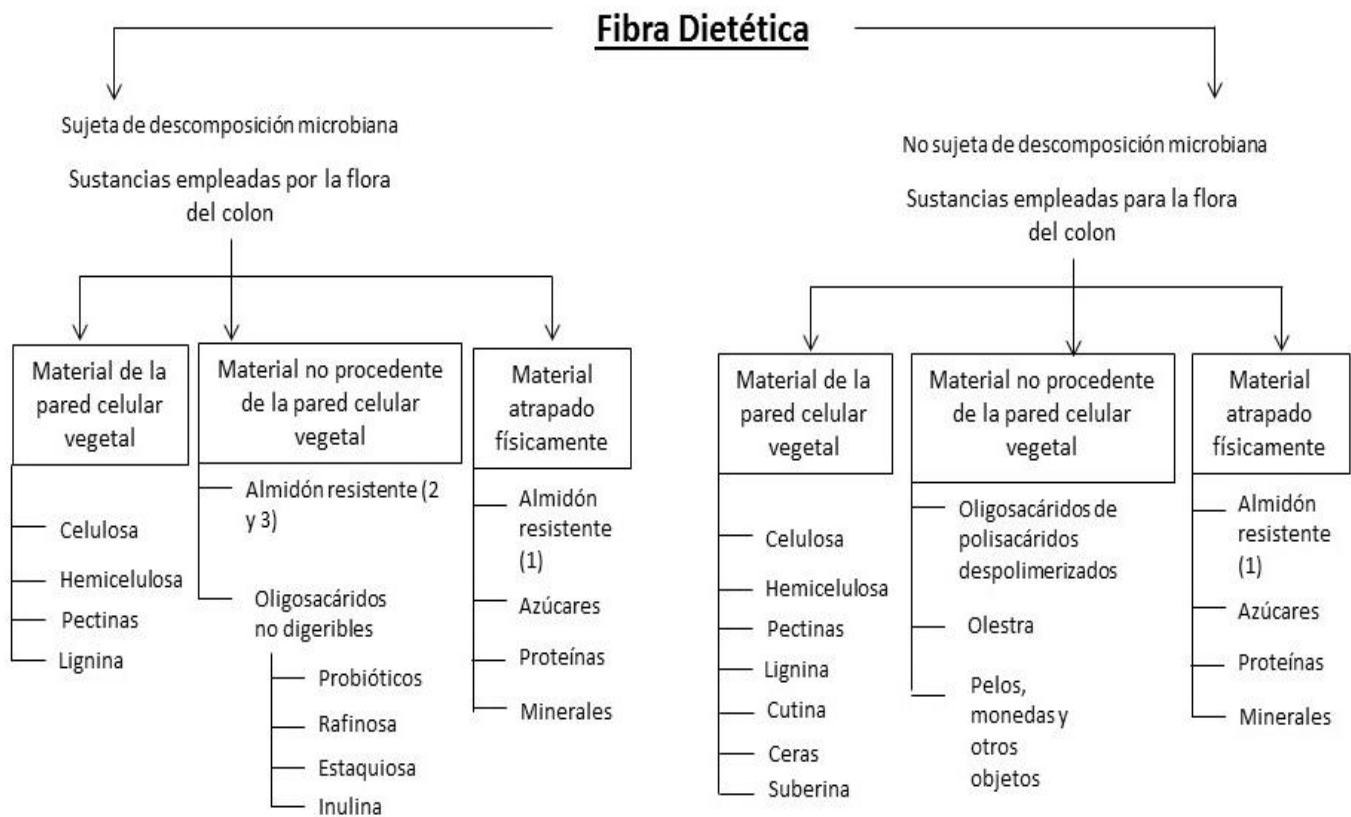 Fibra Dietética
Sujeta de descomposición microbiana
Sustancias empleadas por la flora
del colon
Material de la
pared celular
vegetal
Celulosa
Hemicelulosa
Pectinas
Lignina
Material no procedente
de la pared celular
vegetal
Almidón resistente (2
y 3)
Oligosacáridos
no digeribles
Probióticos
Rafinosa
Estaquiosa
Inulina
Material
atrapado
físicamente
Almidón
resistente
(1)
Azúcares
Proteínas
Minerales
No sujeta de descomposición microbiana
Sustancias empleadas para la flora
del colon
Material de la
pared celular
vegetal
Celulosa
Hemicelulosa
Pectinas
Lignina
Cutina
Ceras
Suberina
Material no procedente
de la pared celular
vegetal
Oligosacáridos de
polisacáridos
despolimerizados
Olestra
Pelos,
monedas y
otros
objetos
Material
atrapado
físicamente
Almidón
resistente
(1)
Azúcares
Proteínas
Minerales